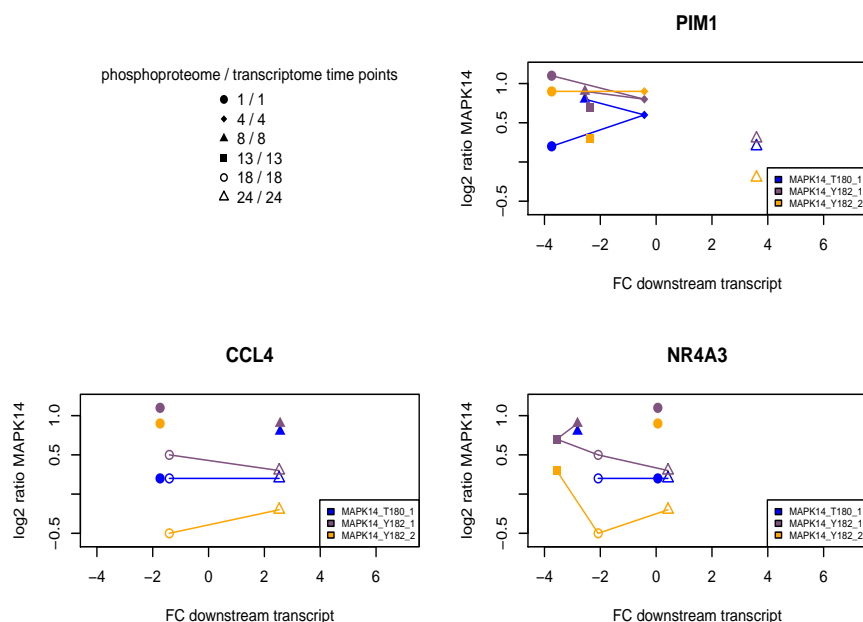 phosphoproteome / transcriptome time points
1 / 1
4 / 4
8 / 8
13 / 13
18 / 18
24 / 24
PIM1
log2 ratio MAPK14
1.0
0.5
−0.5
MAPK14_T180_1
MAPK14_Y182_1
MAPK14_Y182_2
−4 −2 0 2 4 6
FC downstream transcript
CCL4
log2 ratio MAPK14
1.0
0.5
−0.5
MAPK14_T180_1
MAPK14_Y182_1
MAPK14_Y182_2
−4 −2 0 2 4 6
FC downstream transcript
NR4A3
log2 ratio MAPK14
1.0
0.5
−0.5
MAPK14_T180_1
MAPK14_Y182_1
MAPK14_Y182_2
−4 −2 0 2 4 6
FC downstream transcript